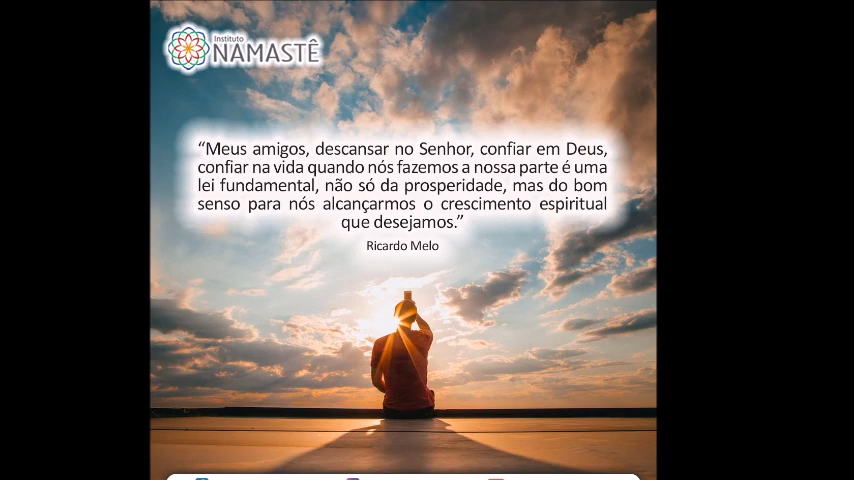 Instituto
NAMASTÊ
“Meus amigos, descansar no Senhor, confiar em Deus,
confiar na vida quando nós fazemos a nossa parte é uma
lei fundamental, não só da prosperidade, mas do bom
senso para nós alcançarmos o crescimento espiritual
que desejamos.”
Ricardo Melo